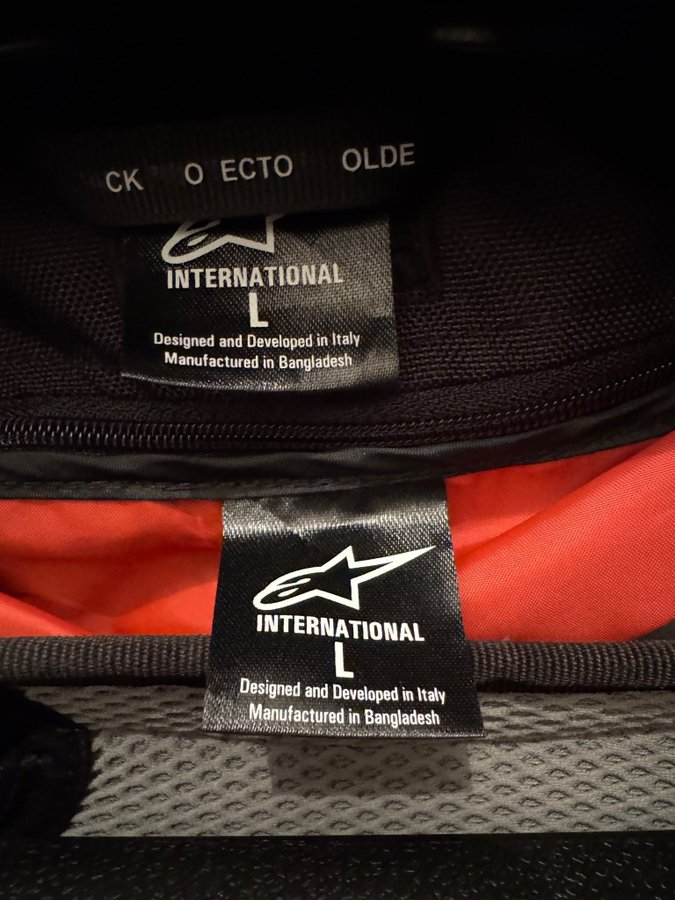 CK O ECTO OLDE
INTERNATIONAL
L
Designed and Developed in Italy
Manufactured in Bangladesh
INTERNATIONAL
L
Designed and Developed in Italy
Manufactured in Bangladesh